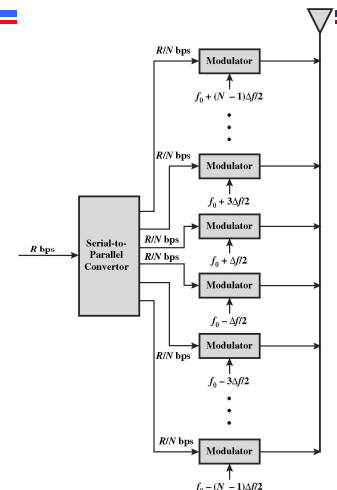 R/N bps
Modulator
f0 + (N − 1)Δf/2
R/N bps
Modulator
f0 + 3Δf/2
Modulator
R/N bps
f0 + Δf/2
Serial-to-
Parallel
Convertor
R bps
R/N bps
Modulator
f0 − Δf/2
Modulator
R/N bps
f0 − 3Δf/2
R/N bps
Modulator
f0 − (N − 1)Δf/2